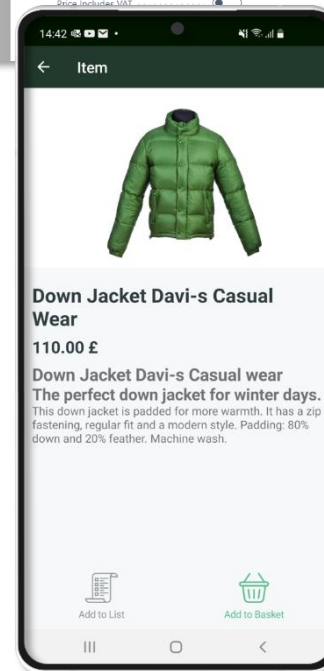 Price Includes VAT
14:42
Item
Down Jacket Davi-s Casual
Wear
110.00 £
Down Jacket Davi-s Casual wear
The perfect down jacket for winter days.
This down jacket is padded for more warmth. It has a zip
fastening, regular fit and a modern style. Padding: 80%
down and 20% feather. Machine wash.
Add to List
Add to Basket